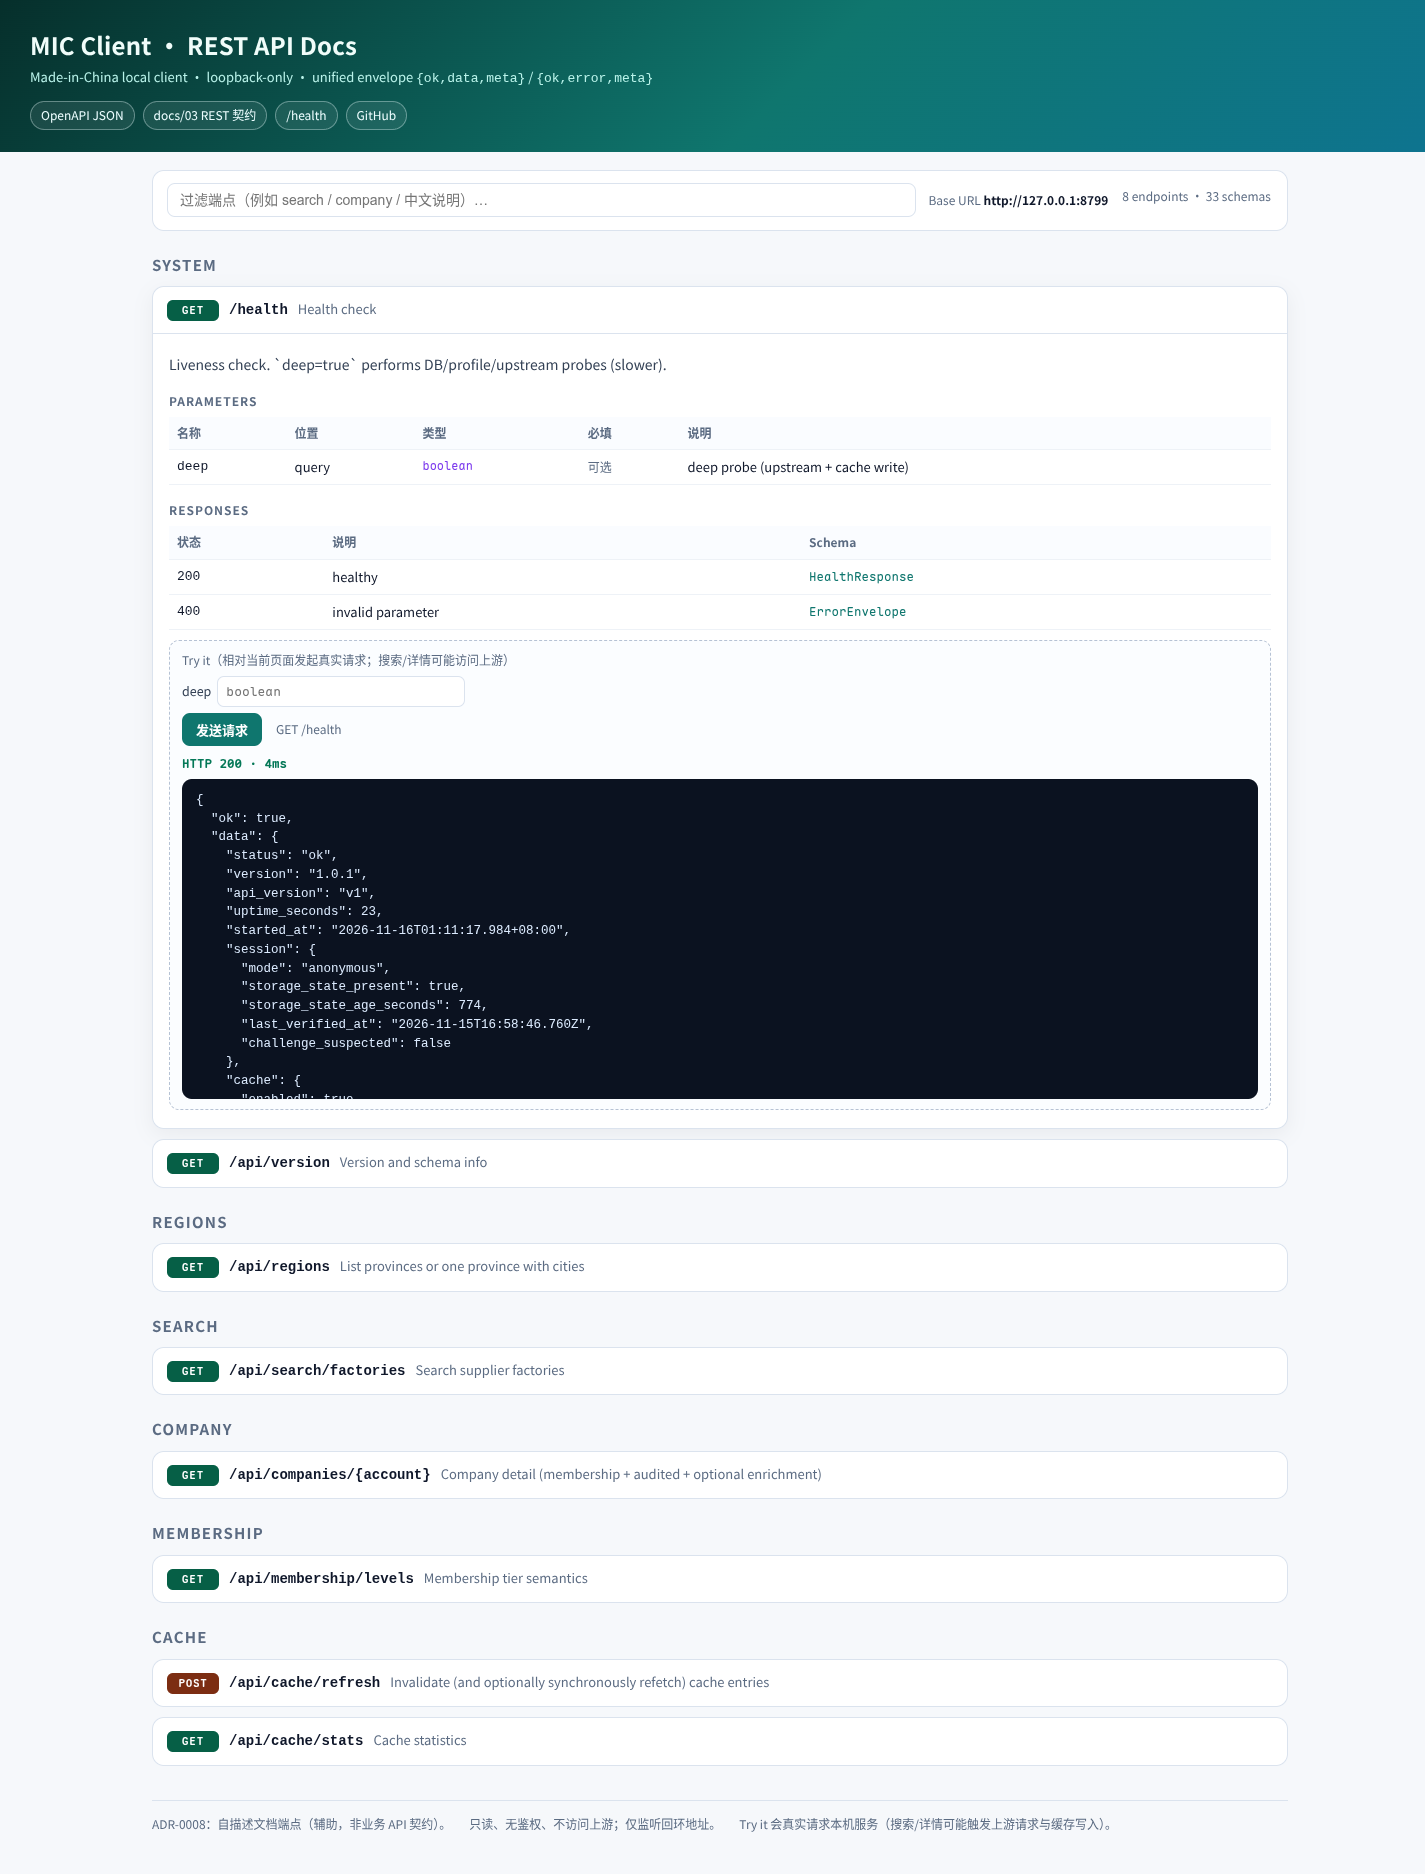 MIC Client · REST API Docs
Made-in-China local client · loopback-only · unified envelope {ok,data,meta} / {ok,error,meta}
OpenAPI JSON docs/03 REST 契约 /health GitHub
过滤端点（例如 search / company / 中文说明）… Base URL http://127.0.0.1:8799 8 endpoints · 33 schemas
SYSTEM
GET /health Health check
Liveness check. `deep=true` performs DB/profile/upstream probes (slower).
PARAMETERS
名称 位置 类型 必填 说明
deep query boolean 可选 deep probe (upstream + cache write)
RESPONSES
状态 说明 Schema
200 healthy HealthResponse
400 invalid parameter ErrorEnvelope
Try it（相对当前页面发起真实请求；搜索/详情可能访问上游）
deep boolean
发送请求 GET /health
HTTP 200 · 4ms
{
"ok": true,
"data": {
"status": "ok",
"version": "1.0.1",
"api_version": "v1",
"uptime_seconds": 23,
"started_at": "2026-11-16T01:11:17.984+08:00",
"session": {
"mode": "anonymous",
"storage_state_present": true,
"storage_state_age_seconds": 774,
"last_verified_at": "2026-11-15T16:58:46.760Z",
"challenge_suspected": false
},
"cache": {
"enabled": true
GET /api/version Version and schema info
REGIONS
GET /api/regions List provinces or one province with cities
SEARCH
GET /api/search/factories Search supplier factories
COMPANY
GET /api/companies/{account} Company detail (membership + audited + optional enrichment)
MEMBERSHIP
GET /api/membership/levels Membership tier semantics
CACHE
POST /api/cache/refresh Invalidate (and optionally synchronously refetch) cache entries
GET /api/cache/stats Cache statistics
ADR-0008：自描述文档端点（辅助，非业务 API 契约）。 只读、无鉴权、不访问上游；仅监听回环地址。 Try it 会真实请求本机服务（搜索/详情可能触发上游请求与缓存写入）。